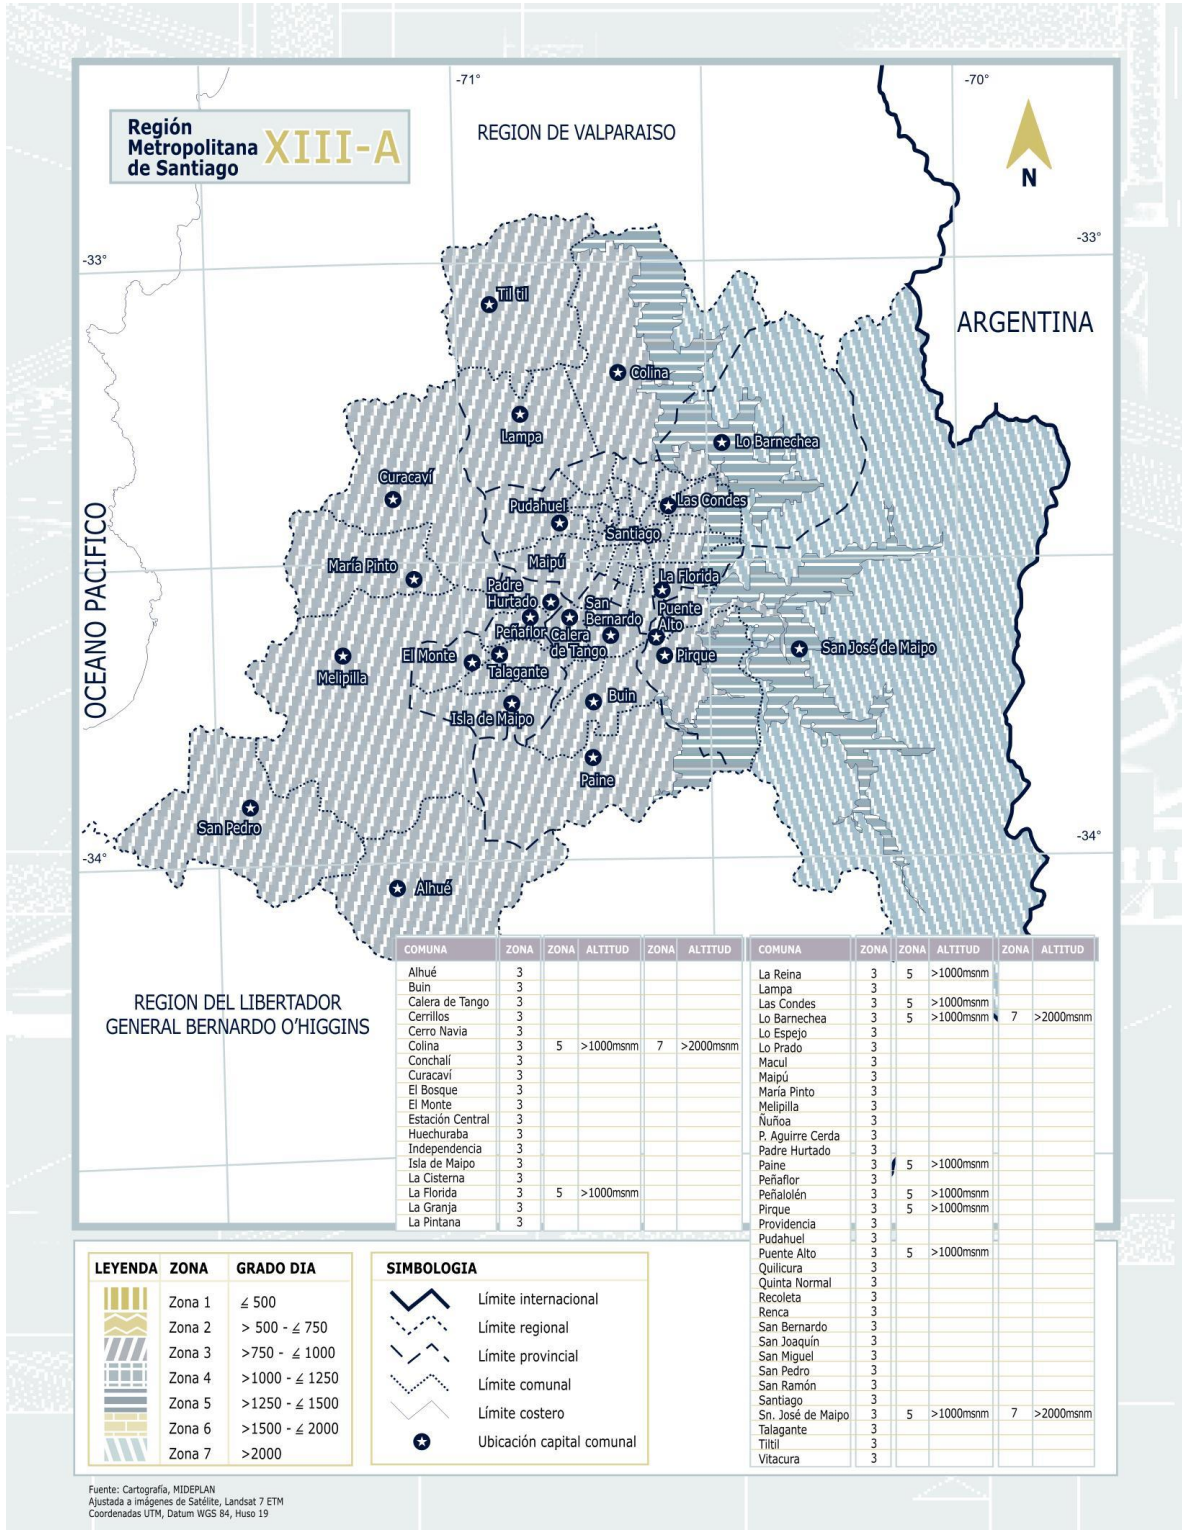 -71°
-70°
Región
Metropolitana
de Santiago
XIII-A
REGION DE VALPARAISO
N
-33°
-33°
ARGENTINA
Til til
Colina
Lampa
Lo Barnechea
Curacaví
Pudahuel
Las Condes
Santiago
OCEANO PACIFICO
María Pinto
Maipú
La Florida
Padre
Hurtado
San
Bernardo
Puente
Alto
Peñaflor
Calera
de Tango
El Monte
Talagante
Pirque
San José de Maipo
Melipilla
Isla de Maipo
Buin
Paine
San Pedro
-34°
-34°
Alhué
REGION DEL LIBERTADOR
GENERAL BERNARDO O'HIGGINS
COMUNA ZONA ZONA ALTITUD ZONA ALTITUD
Alhué 3
Buin 3
Calera de Tango 3
Cerrillos 3
Cerro Navia 3
Colina 3 5 >1000msnm 7 >2000msnm
Conchalí 3
Curacaví 3
El Bosque 3
El Monte 3
Estación Central 3
Huechuraba 3
Independencia 3
Isla de Maipo 3
La Cisterna 3
La Florida 3 5 >1000msnm
La Granja 3
La Pintana 3
COMUNA ZONA ZONA ALTITUD ZONA ALTITUD
La Reina 3 5 >1000msnm
Lampa 3
Las Condes 3 5 >1000msnm
Lo Barnechea 3 5 >1000msnm 7 >2000msnm
Lo Espejo 3
Lo Prado 3
Macul 3
Maipú 3
María Pinto 3
Melipilla 3
Ñuñoa 3
P. Aguirre Cerda 3
Padre Hurtado 3
Paine 3 5 >1000msnm
Peñaflor 3
Peñalolén 3 5 >1000msnm
Pirque 3 5 >1000msnm
Providencia 3
Pudahuel 3
Puente Alto 3 5 >1000msnm
Quilicura 3
Quinta Normal 3
Recoleta 3
Renca 3
San Bernardo 3
San Joaquín 3
San Miguel 3
San Pedro 3
San Ramón 3
Santiago 3
Sn. José de Maipo 3 5 >1000msnm 7 >2000msnm
Talagante 3
Tiltil 3
Vitacura 3
LEYENDA ZONA GRADO DIA
Zona 1 ≤ 500
Zona 2 > 500 - ≤ 750
Zona 3 >750 - ≤ 1000
Zona 4 >1000 - ≤ 1250
Zona 5 >1250 - ≤ 1500
Zona 6 >1500 - ≤ 2000
Zona 7 >2000
SIMBOLOGIA
Límite internacional
Límite regional
Límite provincial
Límite comunal
Límite costero
Ubicación capital comunal
Fuente: Cartografía, MIDEPLAN
Ajustada a imágenes de Satélite, Landsat 7 ETM
Coordenadas UTM, Datum WGS 84, Huso 19